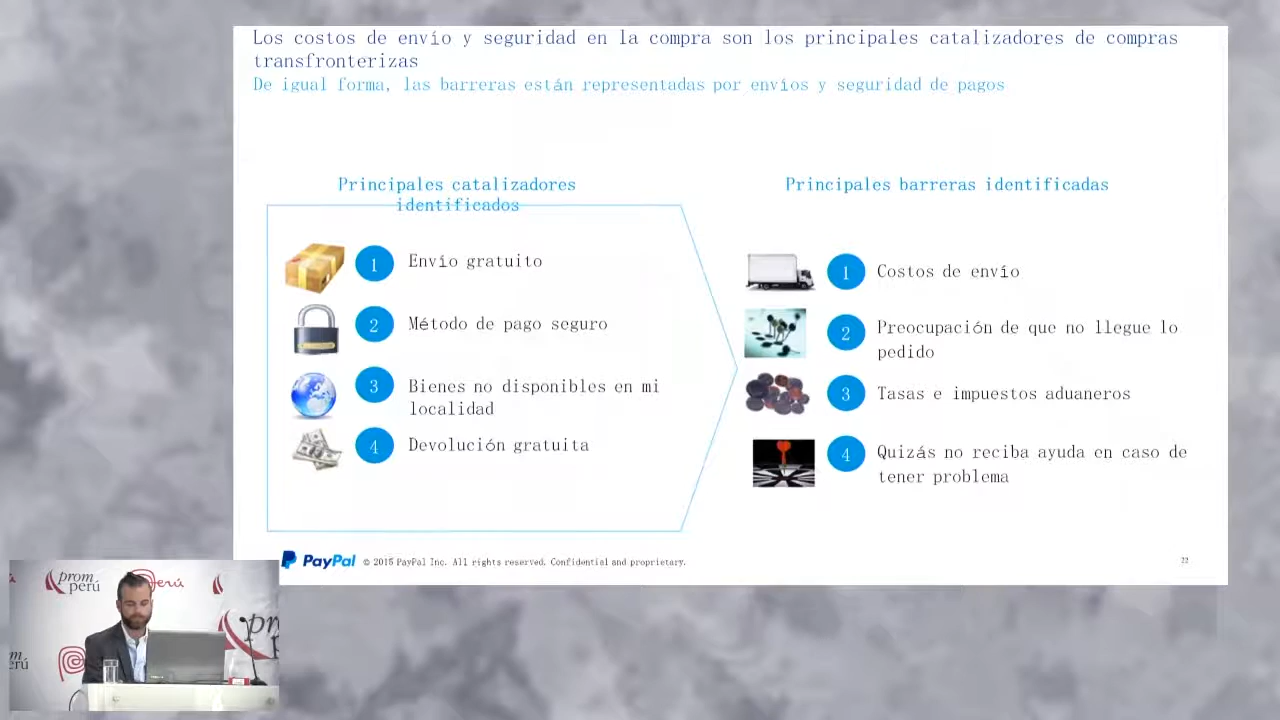 Los costos de envío y seguridad en la compra son los principales catalizadores de compras
transfronterizas
De igual forma, las barreras están representadas por envíos y seguridad de pagos
Principales catalizadores
identificados
1 Envío gratuito
2 Método de pago seguro
3 Bienes no disponibles en mi
localidad
4 Devolución gratuita
Principales barreras identificadas
1 Costos de envío
2 Preocupación de que no llegue lo
pedido
3 Tasas e impuestos aduaneros
4 Quizás no reciba ayuda en caso de
tener problema
PayPal © 2015 PayPal Inc. All rights reserved. Confidential and proprietary.
22
prom
perú
Perú